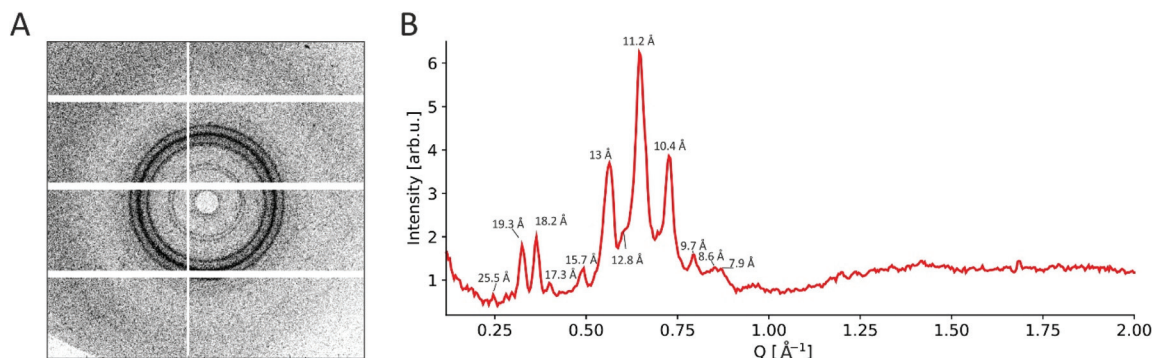 A
B
Intensity [arb.u.]
6
5
4
3
2
1
25.5 Å
19.3 Å
18.2 Å
17.3 Å
15.7 Å
13 Å
12.8 Å
11.2 Å
10.4 Å
9.7 Å
8.6 Å
7.9 Å
0.25 0.50 0.75 1.00 1.25 1.50 1.75 2.00
Q [ Å⁻¹]